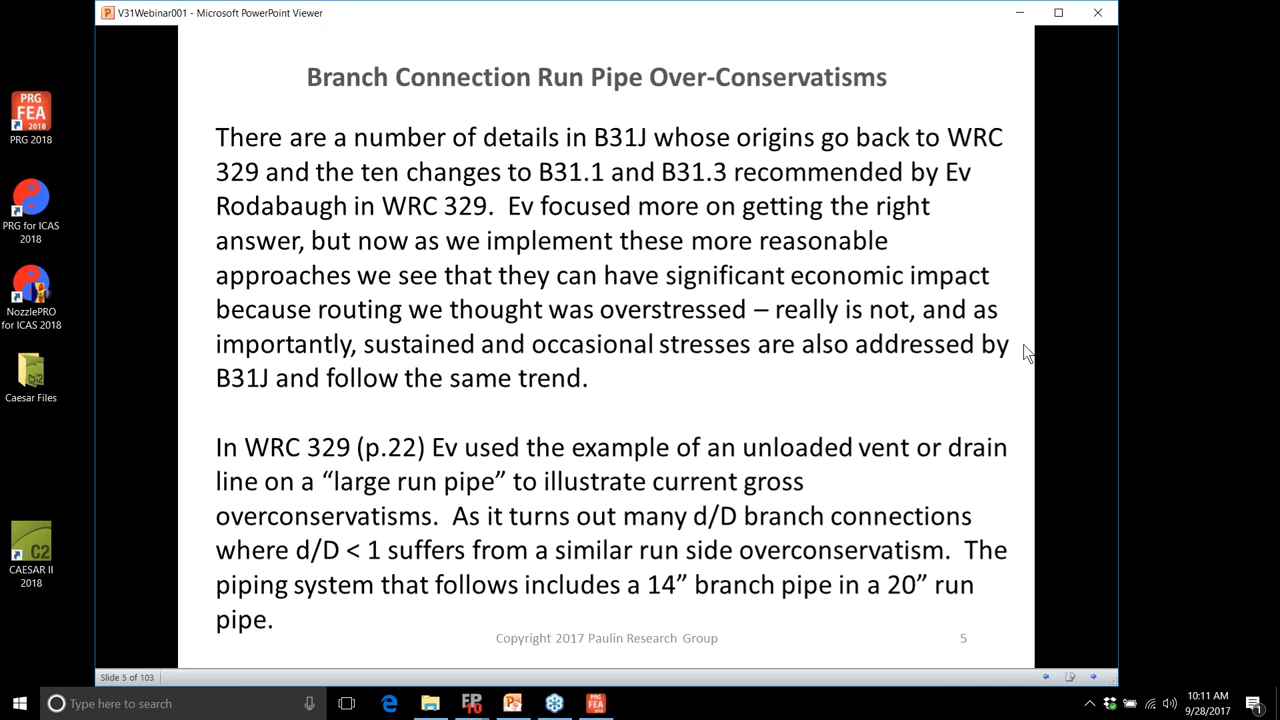 V31Webinar001 - Microsoft PowerPoint Viewer
Branch Connection Run Pipe Over-Conservatisms
There are a number of details in B31J whose origins go back to WRC
329 and the ten changes to B31.1 and B31.3 recommended by Ev
Rodabaugh in WRC 329.  Ev focused more on getting the right
answer, but now as we implement these more reasonable
approaches we see that they can have significant economic impact
because routing we thought was overstressed – really is not, and as
importantly, sustained and occasional stresses are also addressed by
B31J and follow the same trend.
In WRC 329 (p.22) Ev used the example of an unloaded vent or drain
line on a “large run pipe” to illustrate current gross
overconservatisms.  As it turns out many d/D branch connections
where d/D < 1 suffers from a similar run side overconservatism.  The
piping system that follows includes a 14” branch pipe in a 20” run
pipe.
Copyright 2017 Paulin Research Group
5
Slide 5 of 103
PRG
FEA
2018
PRG 2018
PRG for ICAS
2018
NozzlePRO
for ICAS 2018
Caesar Files
C2
CAESAR II
2018
Type here to search
FP
10
PRG
FEA
10:11 AM
9/28/2017
1